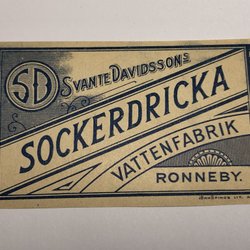 SD
SVANTE DAVIDSSONS
SOCKERDRICKA
VATTENFABRIK
RONNEBY.